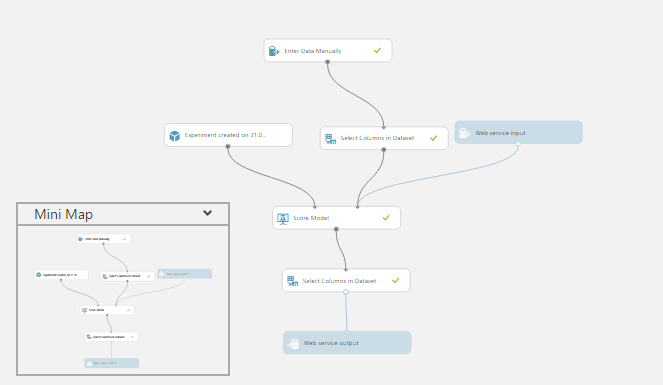 Enter Data Manually
Experiment created on 31.0...
Select Columns in Dataset
Web service input
Score Model
Mini Map
Select Columns in Dataset
Web service output